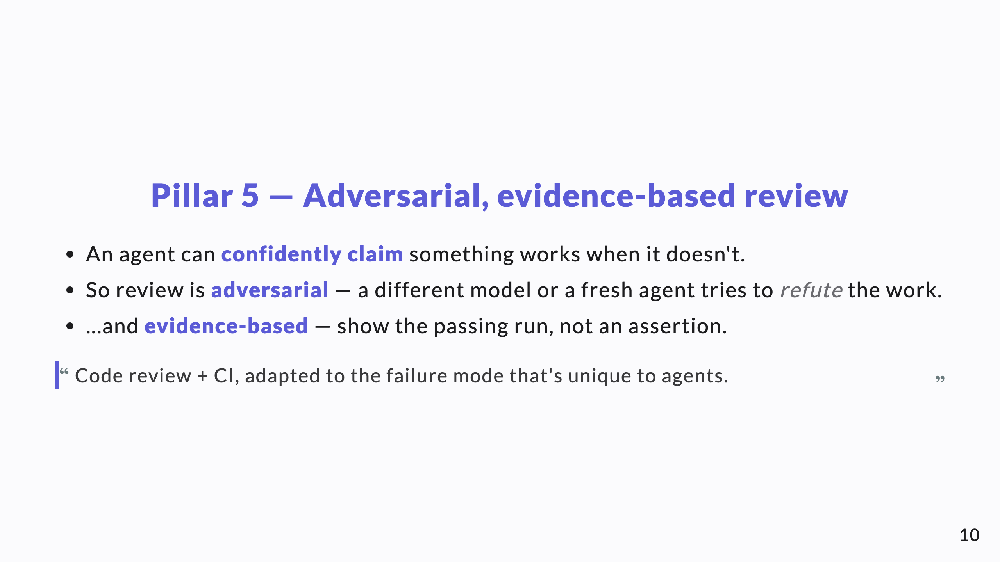 Pillar 5 — Adversarial, evidence-based review
• An agent can confidently claim something works when it doesn't.
• So review is adversarial — a different model or a fresh agent tries to refute the work.
• ...and evidence-based — show the passing run, not an assertion.
“ Code review + CI, adapted to the failure mode that's unique to agents. ”
10